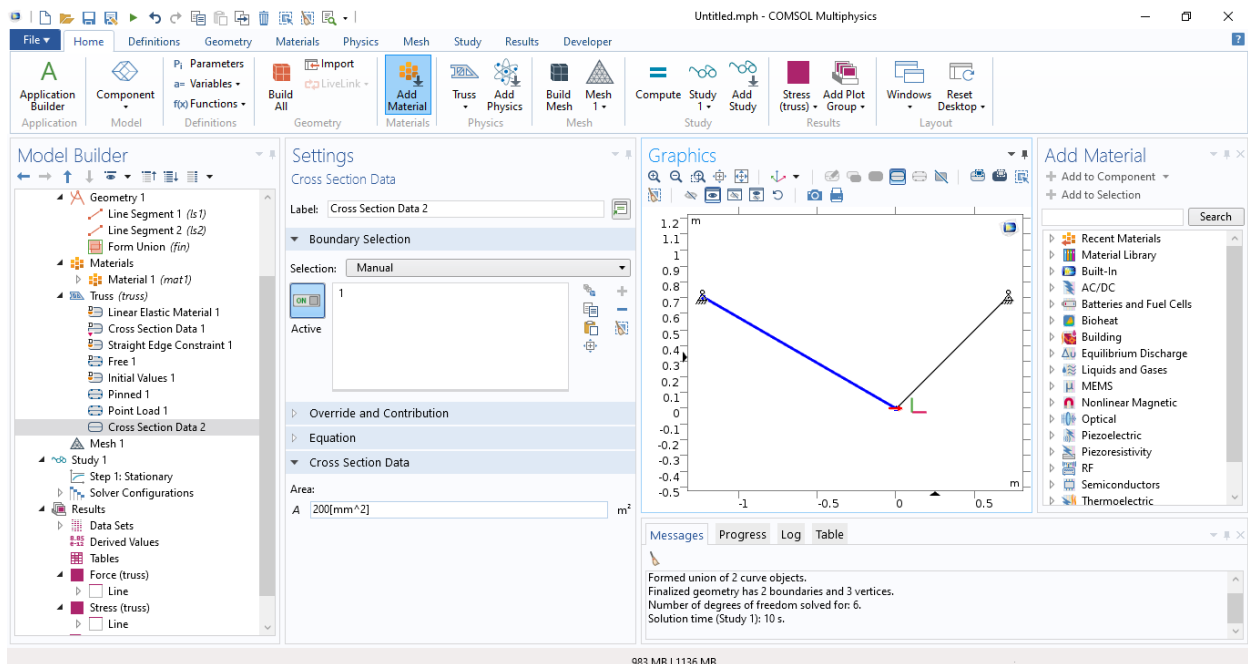 Untitled.mph - COMSOL Multiphysics
File Home Definitions Geometry Materials Physics Mesh Study Results Developer
A
Application Builder
Component
Pi Parameters
a= Variables
f(x) Functions
Build All
Import
LiveLink
Add Material
Truss
Add Physics
Build Mesh
Mesh 1
Compute
Study 1
Add Study
Stress (truss)
Add Plot Group
Windows
Reset Desktop
Application Model Definitions Geometry Materials Physics Mesh Study Results Layout
Model Builder
Geometry 1
Line Segment 1 (ls1)
Line Segment 2 (ls2)
Form Union (fin)
Materials
Material 1 (mat1)
Truss (truss)
Linear Elastic Material 1
Cross Section Data 1
Straight Edge Constraint 1
Free 1
Initial Values 1
Pinned 1
Point Load 1
Cross Section Data 2
Mesh 1
Study 1
Step 1: Stationary
Solver Configurations
Results
Data Sets
8.85
e-12
Derived Values
Tables
Force (truss)
Line
Stress (truss)
Line
Settings
Cross Section Data
Label: Cross Section Data 2
Boundary Selection
Selection: Manual
ON
Active
1
Override and Contribution
Equation
Cross Section Data
Area:
A 200[mm^2] m²
Graphics
m
1.2
1.1
1
0.9
0.8
0.7
0.6
0.5
0.4
0.3
0.2
0.1
0
-0.1
-0.2
-0.3
-0.4
-0.5
m
-1 -0.5 0 0.5
Messages Progress Log Table
Formed union of 2 curve objects.
Finalized geometry has 2 boundaries and 3 vertices.
Number of degrees of freedom solved for: 6.
Solution time (Study 1): 10 s.
Add Material
+ Add to Component
+ Add to Selection
Search
Recent Materials
Material Library
Built-In
AC/DC
Batteries and Fuel Cells
Bioheat
Building
Equilibrium Discharge
Liquids and Gases
MEMS
Nonlinear Magnetic
Optical
Piezoelectric
Piezoresistivity
RF
Semiconductors
Thermoelectric
983 MB | 1136 MB